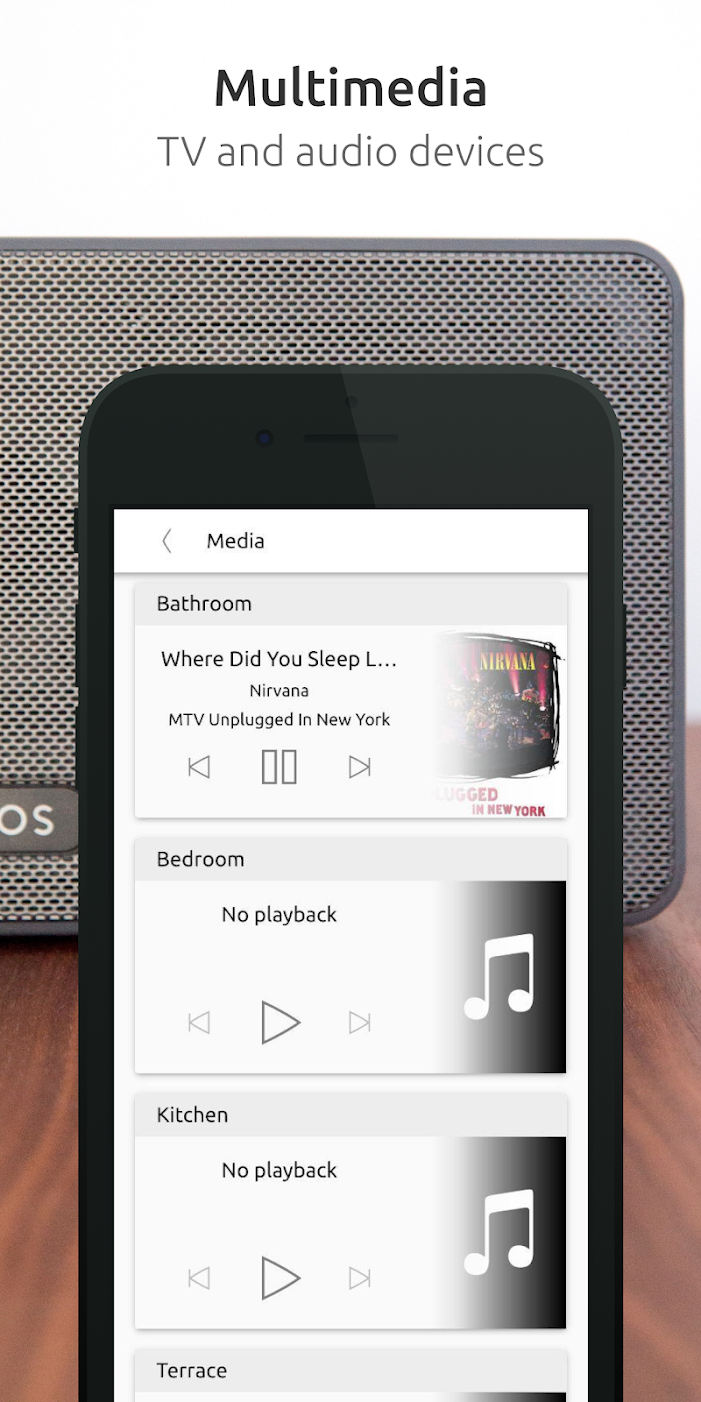 Multimedia
TV and audio devices
OS
Media
Bathroom
Where Did You Sleep L...
Nirvana
MTV Unplugged In New York
NIRVANA
LUGGED
IN NEW YORK
Bedroom
No playback
Kitchen
No playback
Terrace